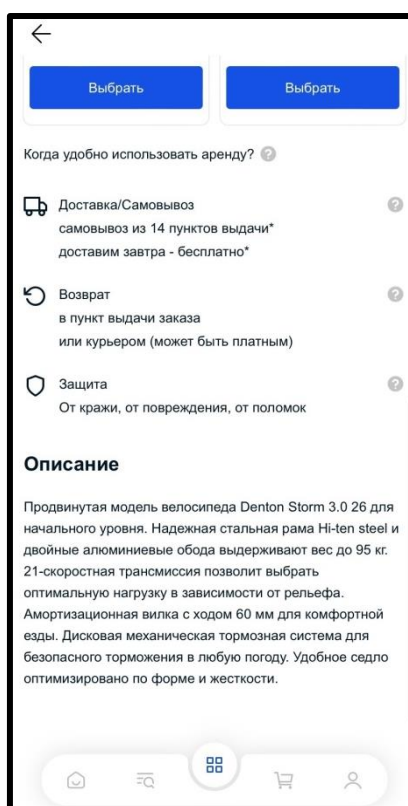 Выбрать
Выбрать
Когда удобно использовать аренду? ?
Доставка/Самовывоз ?
самовывоз из 14 пунктов выдачи*
доставим завтра - бесплатно*
Возврат ?
в пункт выдачи заказа
или курьером (может быть платным)
Защита ?
От кражи, от повреждения, от поломок
Описание
Продвинутая модель велосипеда Denton Storm 3.0 26 для
начального уровня. Надежная стальная рама Hi-ten steel и
двойные алюминиевые обода выдерживают вес до 95 кг.
21-скоростная трансмиссия позволит выбрать
оптимальную нагрузку в зависимости от рельефа.
Амортизационная вилка с ходом 60 мм для комфортной
езды. Дисковая механическая тормозная система для
безопасного торможения в любую погоду. Удобное седло
оптимизировано по форме и жесткости.